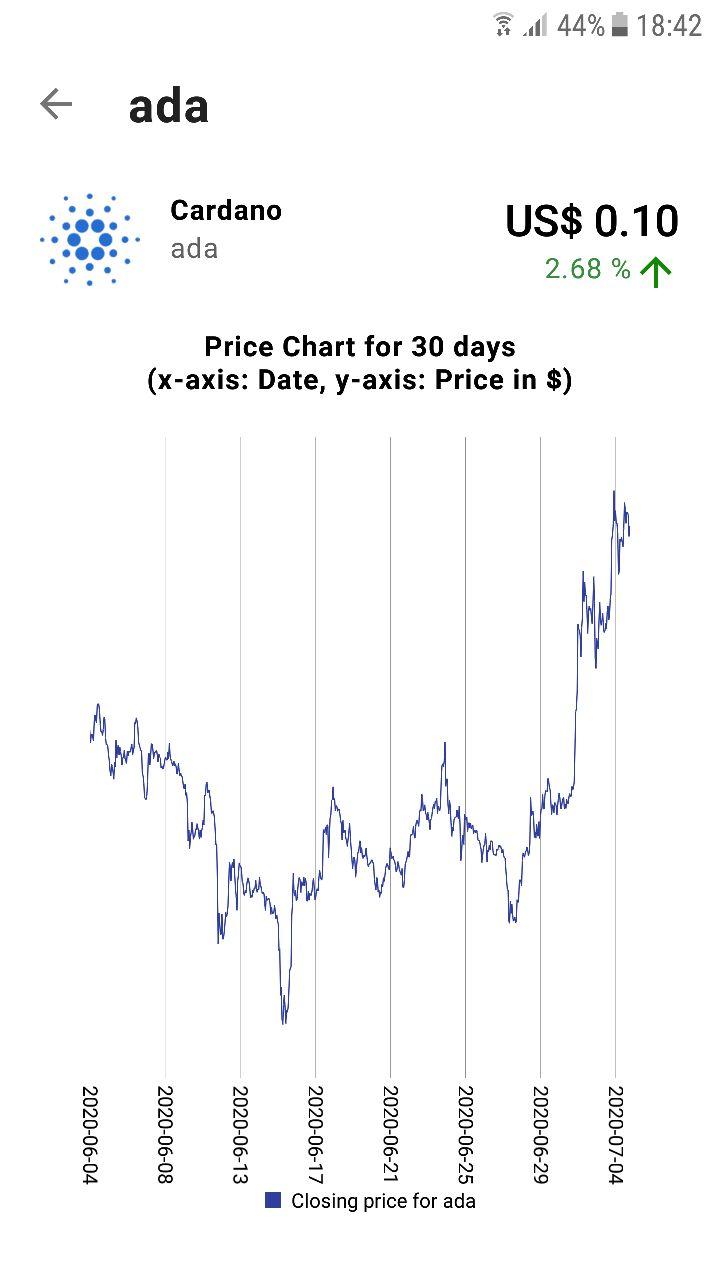 44% 18:42
ada
Cardano
ada
US$ 0.10
2.68 %
Price Chart for 30 days
(x-axis: Date, y-axis: Price in $)
2020-06-04
2020-06-08
2020-06-13
2020-06-17
2020-06-21
2020-06-25
2020-06-29
2020-07-04
Closing price for ada